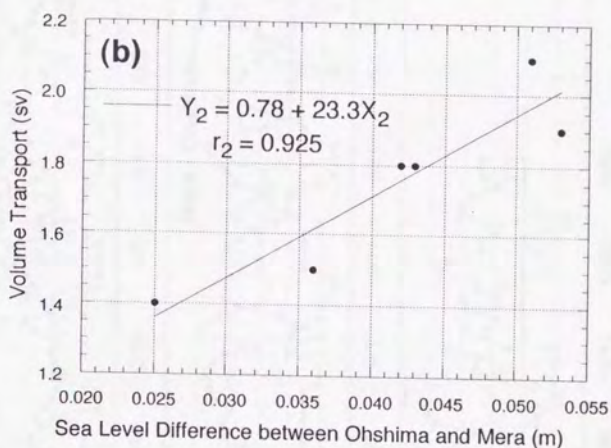 (b)
Y₂ = 0.78 + 23.3X₂
r₂ = 0.925
Volume Transport (sv)
2.2
2.0
1.8
1.6
1.4
1.2
0.020 0.025 0.030 0.035 0.040 0.045 0.050 0.055
Sea Level Difference between Ohshima and Mera (m)